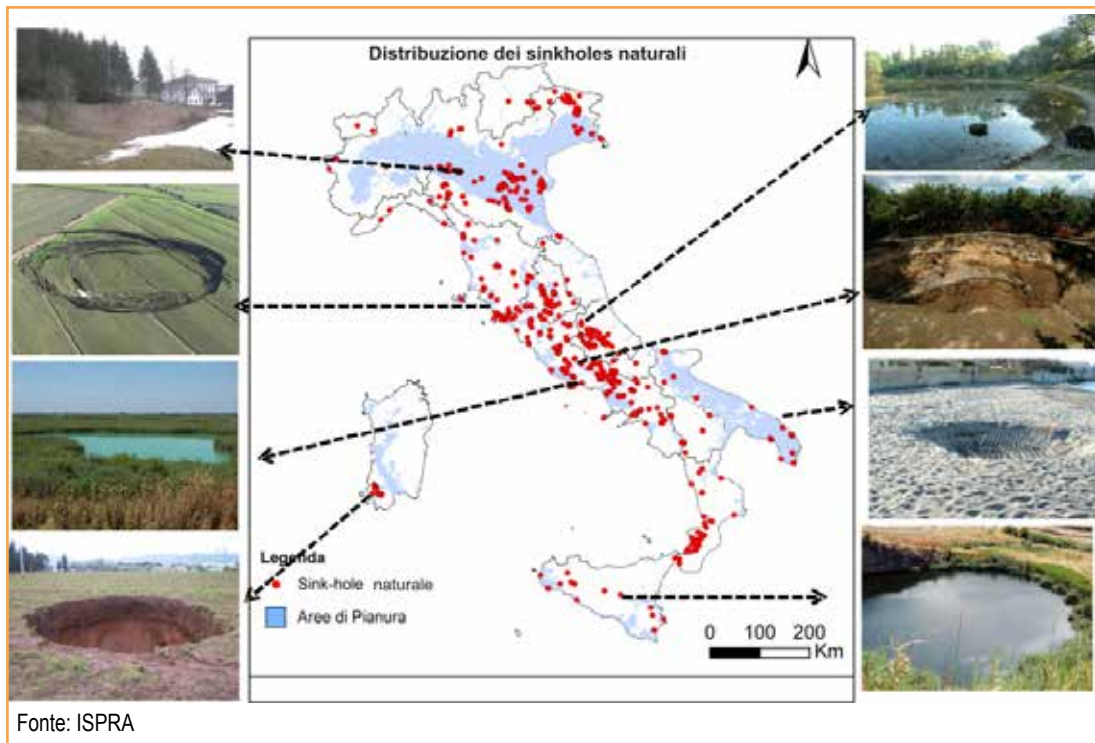 Distribuzione dei sinkholes naturali
Legenda
Sink-hole naturale
Aree di Pianura
0 100 200
Km
Fonte: ISPRA